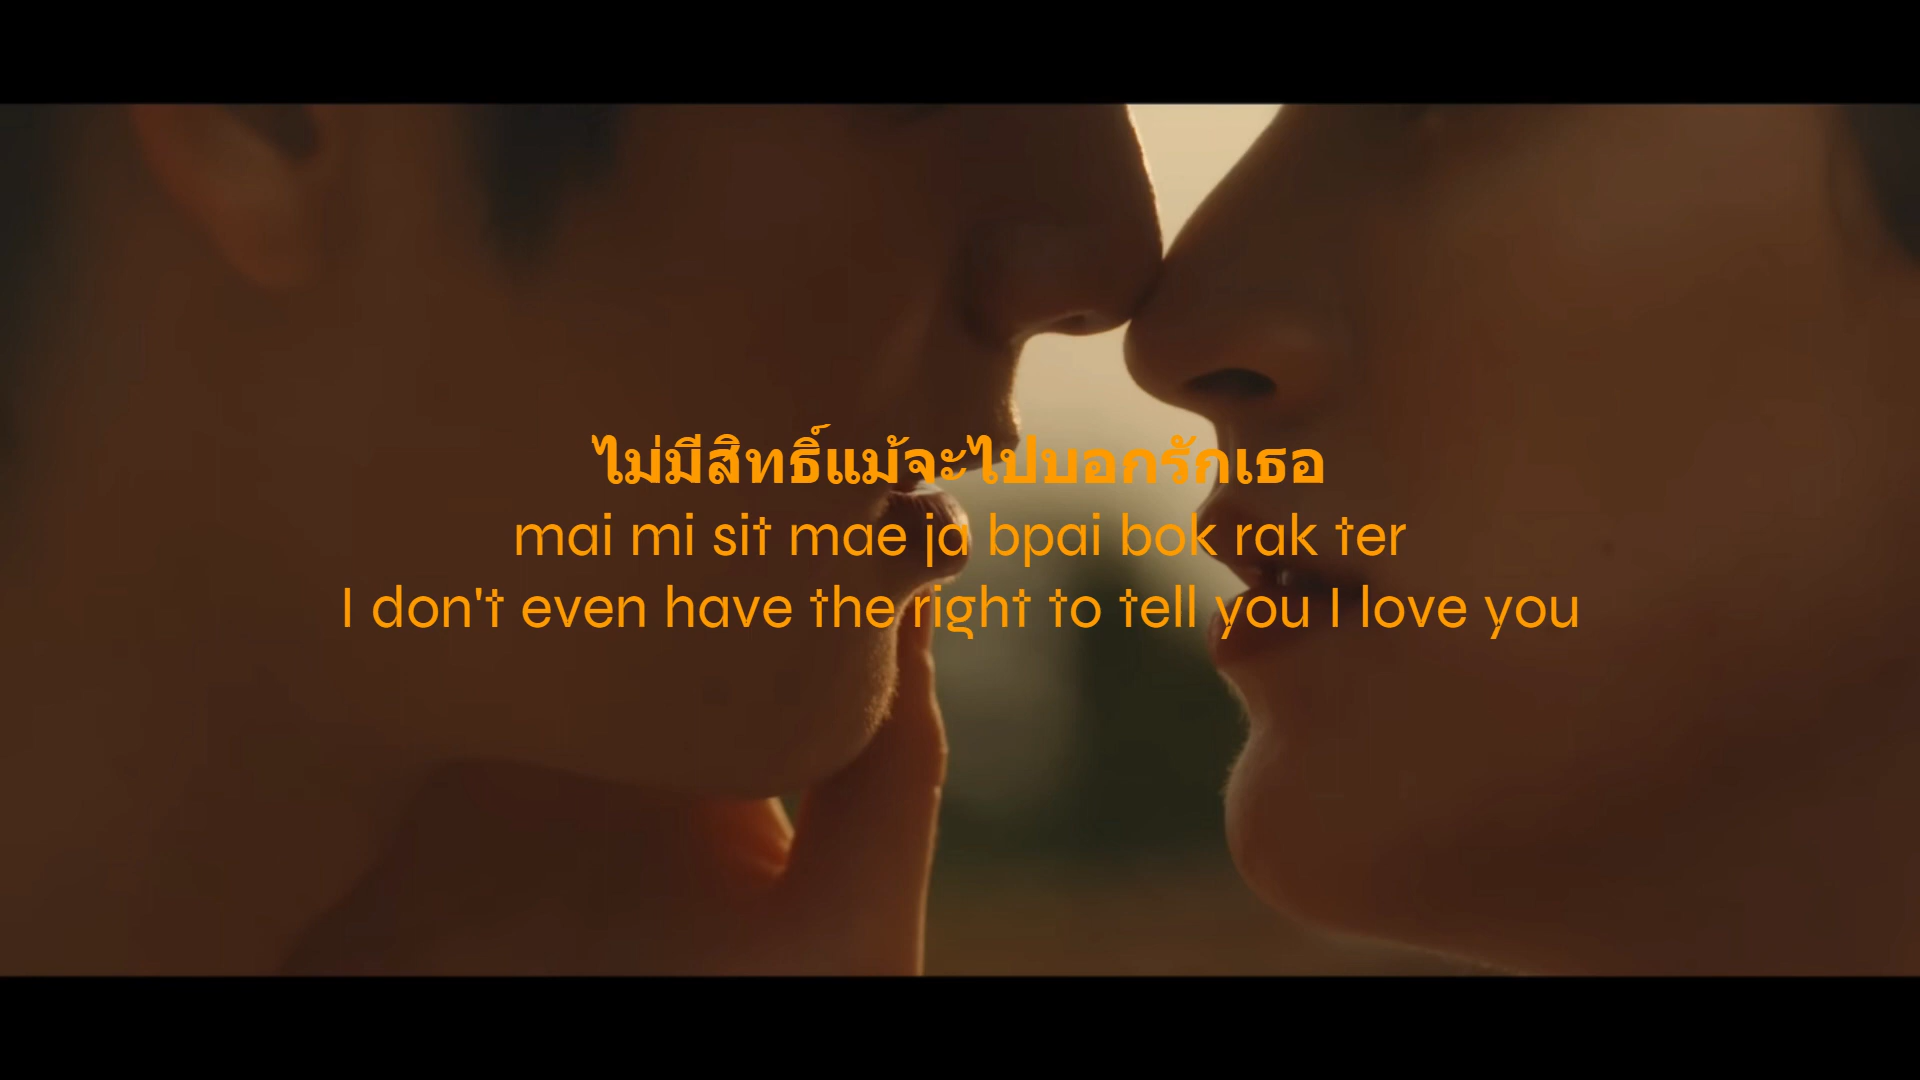 ไม่มีสิทธิ์แม้จะไปบอกรักเธอ
mai mi sit mae ja bpai bok rak ter
I don't even have the right to tell you I love you